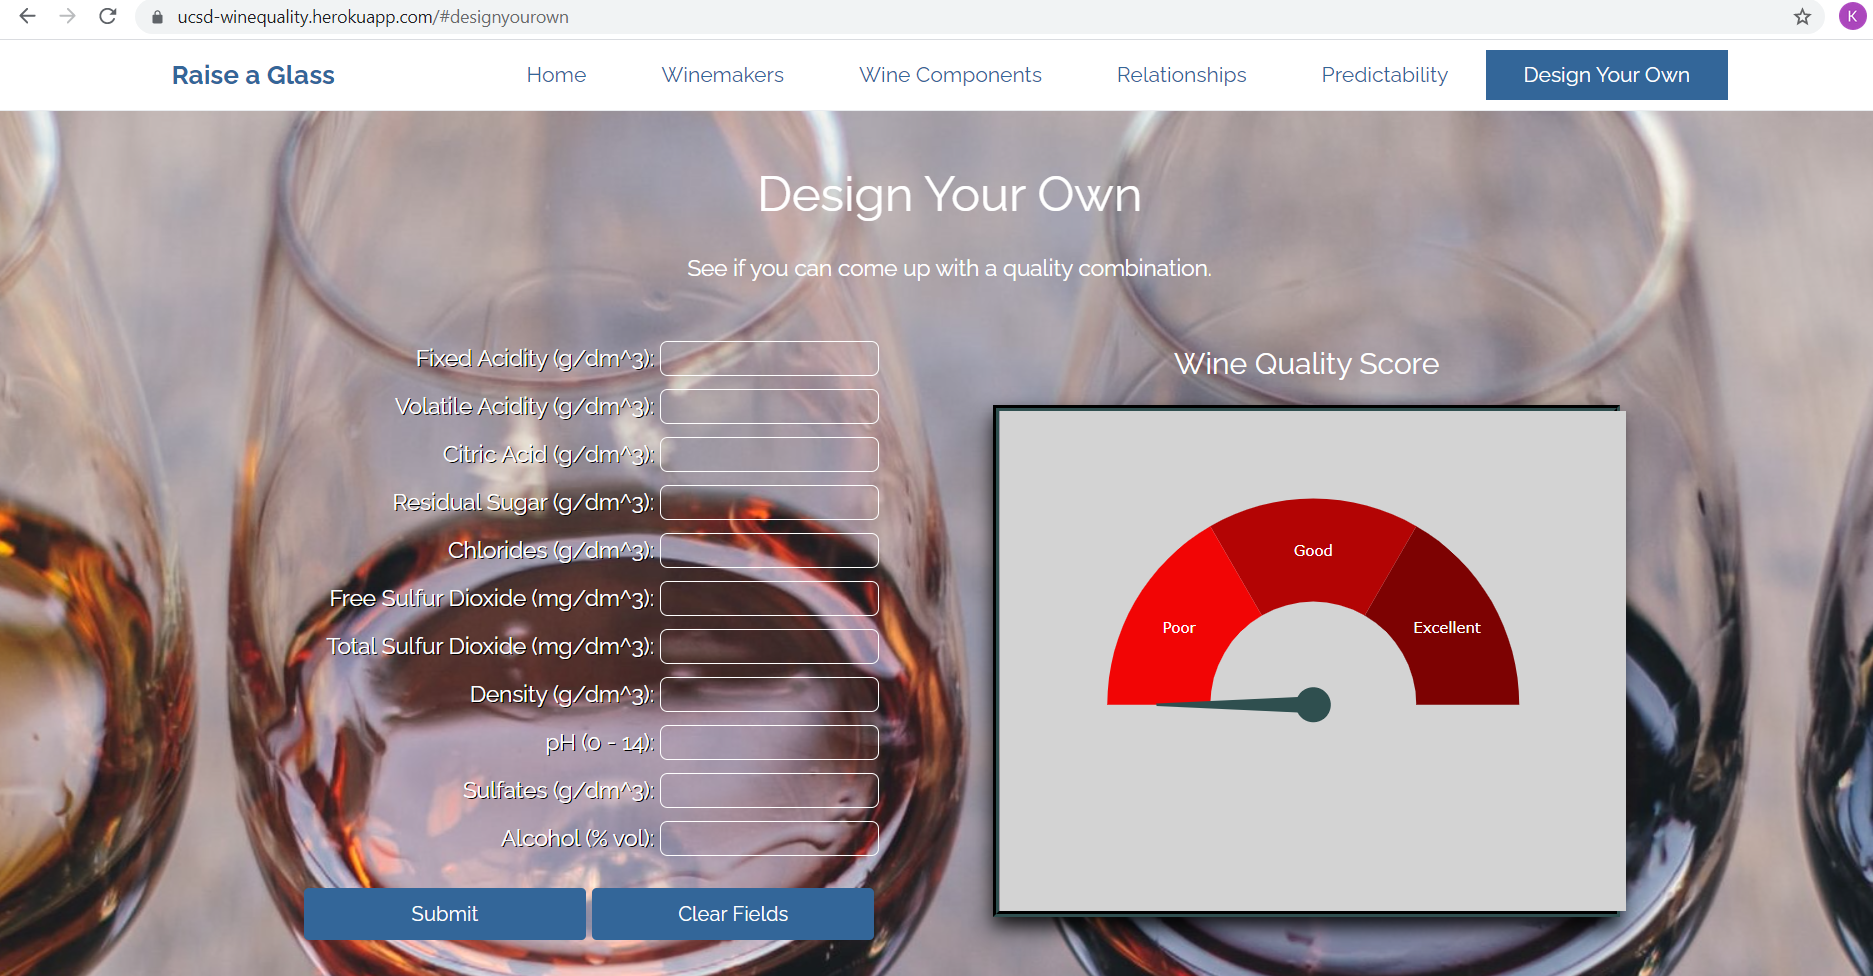 ucsd-winequality.herokuapp.com/#designyourown
K
Raise a Glass
Home
Winemakers
Wine Components
Relationships
Predictability
Design Your Own
Design Your Own
See if you can come up with a quality combination.
Fixed Acidity (g/dm^3):
Volatile Acidity (g/dm^3):
Citric Acid (g/dm^3):
Residual Sugar (g/dm^3):
Chlorides (g/dm^3):
Free Sulfur Dioxide (mg/dm^3):
Total Sulfur Dioxide (mg/dm^3):
Density (g/dm^3):
pH (0 - 14):
Sulfates (g/dm^3):
Alcohol (% vol):
Submit
Clear Fields
Wine Quality Score
Good
Poor
Excellent